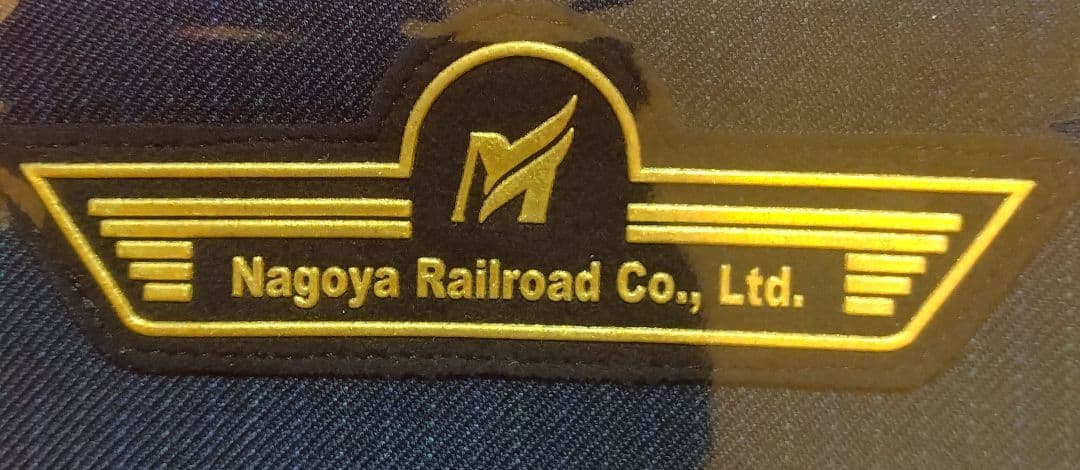 M
Nagoya Railroad Co., Ltd.